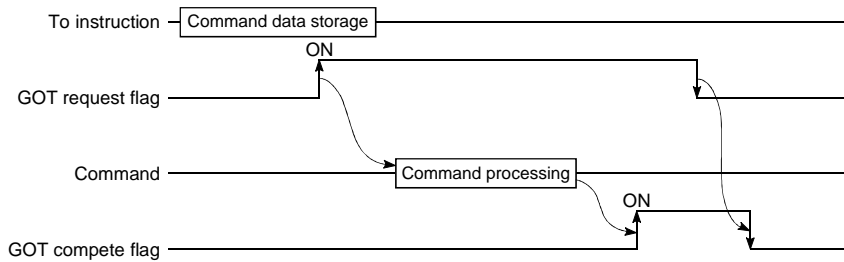 To instruction
Command data storage
ON
GOT request flag
Command
Command processing
ON
GOT compete flag